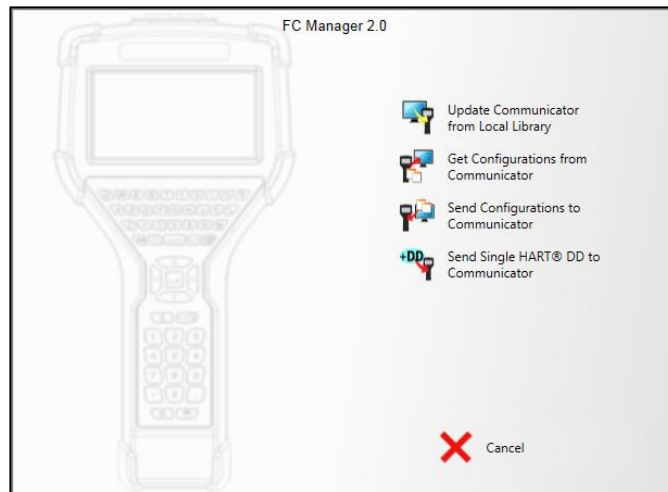 FC Manager 2.0
Update Communicator
from Local Library
Get Configurations from
Communicator
Send Configurations to
Communicator
+DD
Send Single HART® DD to
Communicator
Cancel